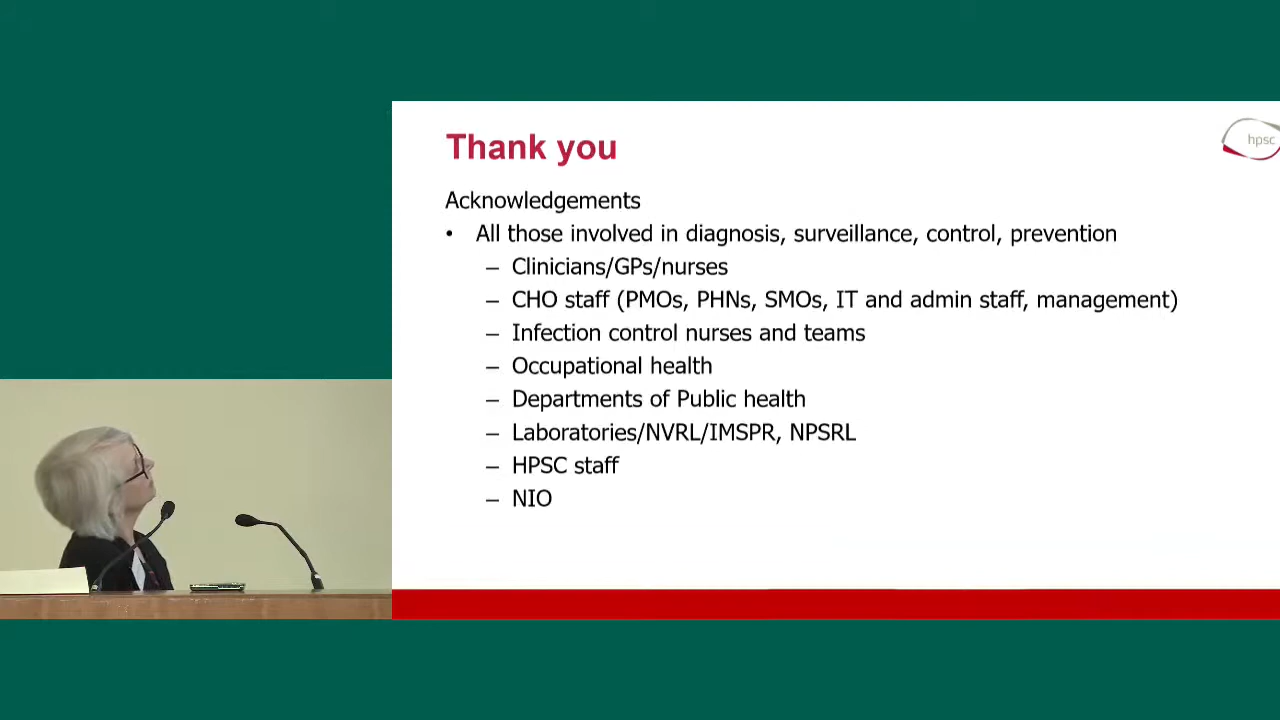 Thank you
hpsc
Acknowledgements
• All those involved in diagnosis, surveillance, control, prevention
– Clinicians/GPs/nurses
– CHO staff (PMOs, PHNs, SMOs, IT and admin staff, management)
– Infection control nurses and teams
– Occupational health
– Departments of Public health
– Laboratories/NVRL/IMSPR, NPSRL
– HPSC staff
– NIO